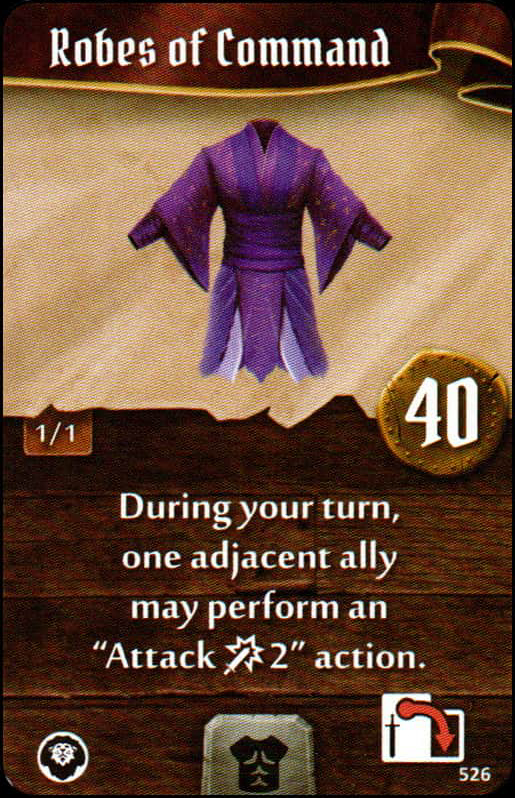 Robes of Command
1/1
40
During your turn,
one adjacent ally
may perform an
“Attack 2” action.
526